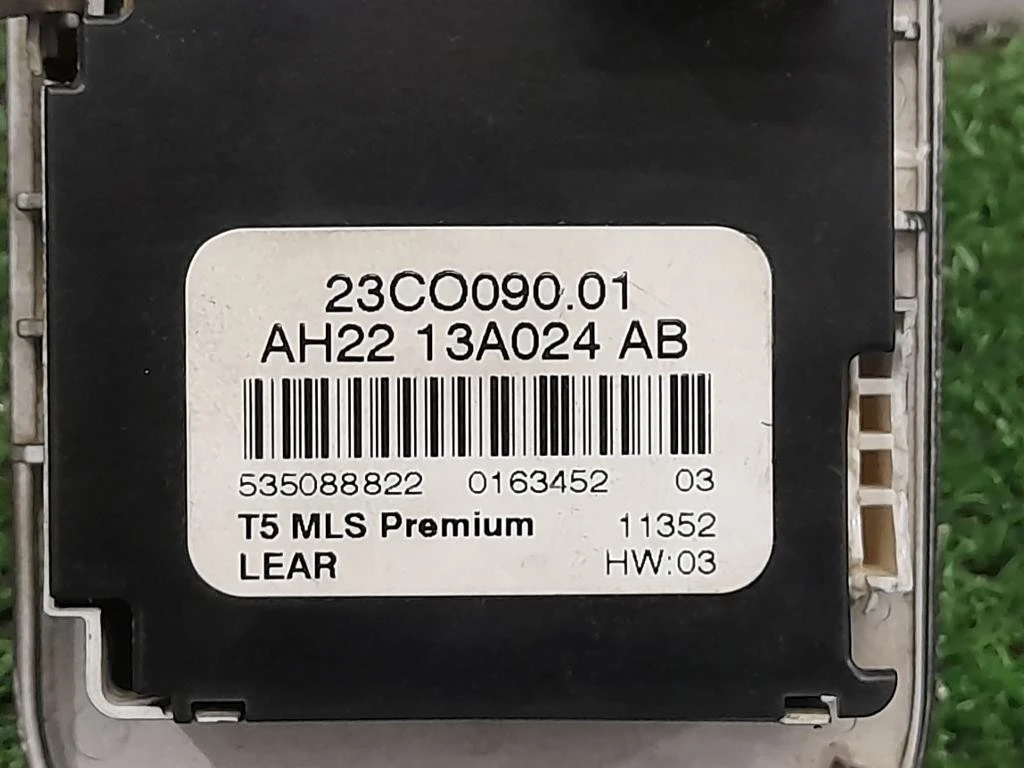 23CO090.01
AH22 13A024 AB
535088822 0163452 03
T5 MLS Premium 11352
LEAR HW:03